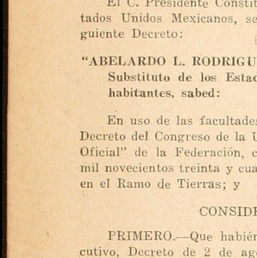 El C. Presidente Constit
tados Unidos Mexicanos, se
guiente Decreto:
"ABELARDO L. RODRIGU
Substituto de los Estad
habitantes, sabed:
En uso de las facultades
Decreto del Congreso de la U
Oficial" de la Federación, c
mil novecientos treinta y cua
en el Ramo de Tierras; y
CONSIDE
PRIMERO.—Que habién
cutivo, Decreto de 2 de ag